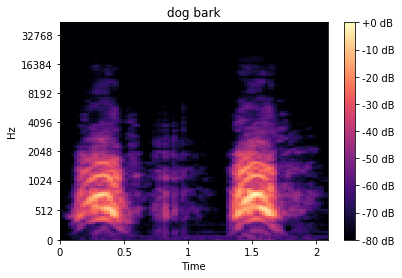 dog bark
Hz
32768
16384
8192
4096
2048
1024
512
0
0 0.5 1 1.5 2
Time
+0 dB
-10 dB
-20 dB
-30 dB
-40 dB
-50 dB
-60 dB
-70 dB
-80 dB